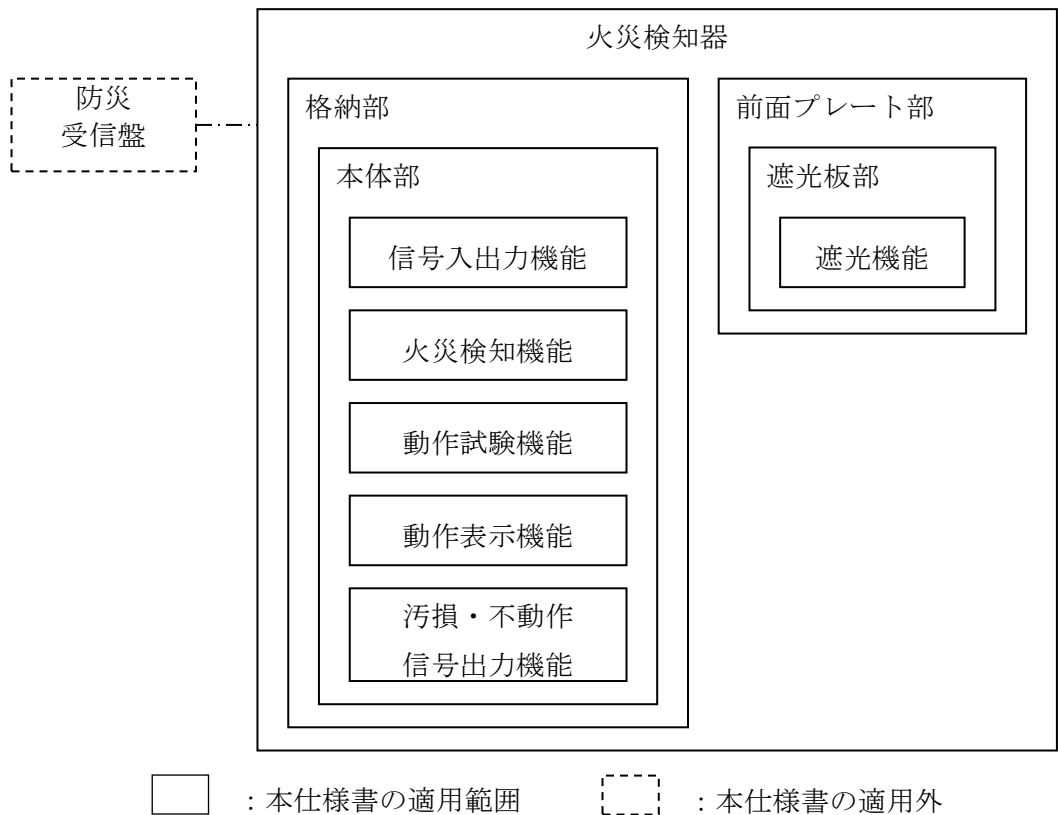 火災検知器
防災
受信盤
格納部
本体部
信号入出力機能
火災検知機能
動作試験機能
動作表示機能
汚損・不動作
信号出力機能
前面プレート部
遮光板部
遮光機能
：本仕様書の適用範囲
：本仕様書の適用外